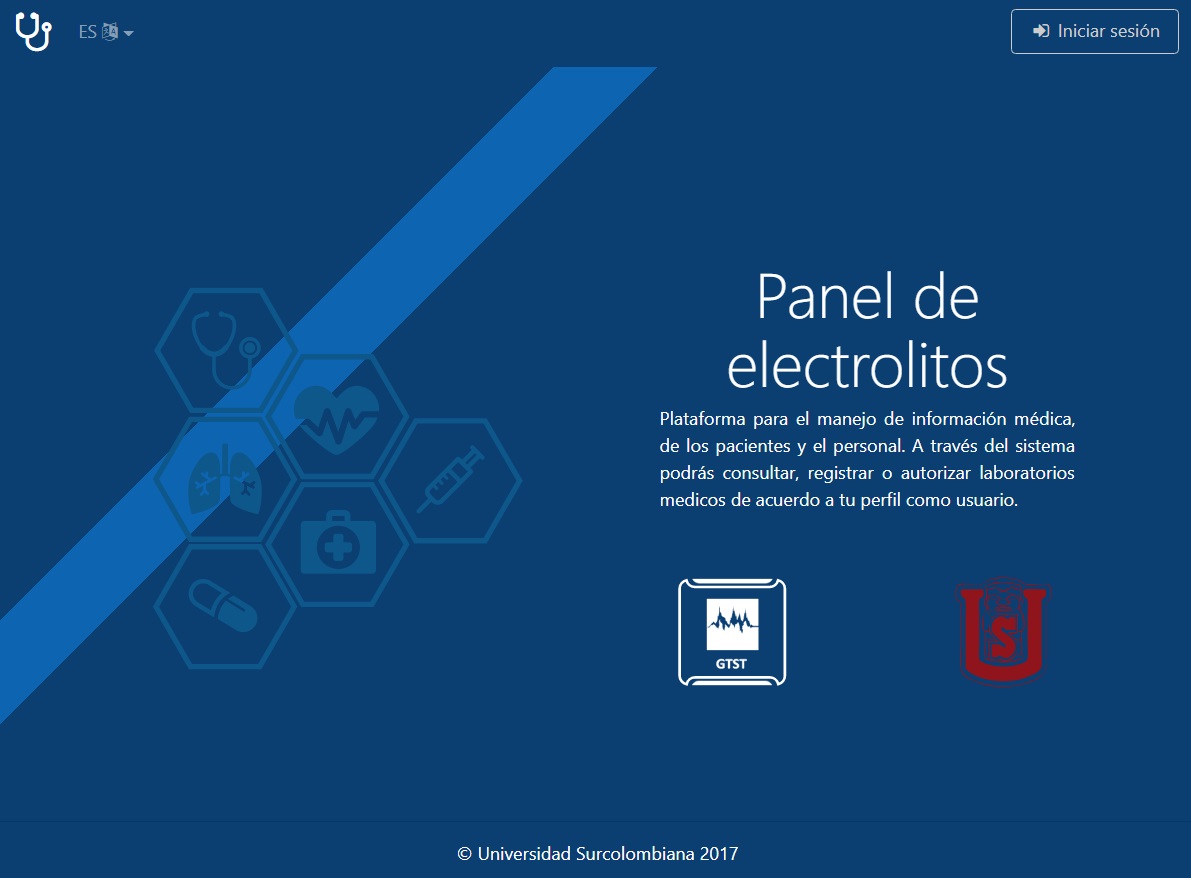 ES
Iniciar sesión
Panel de
electrolitos
Plataforma para el manejo de información médica,
de los pacientes y el personal. A través del sistema
podrás consultar, registrar o autorizar laboratorios
medicos de acuerdo a tu perfil como usuario.
GTST
US
© Universidad Surcolombiana 2017